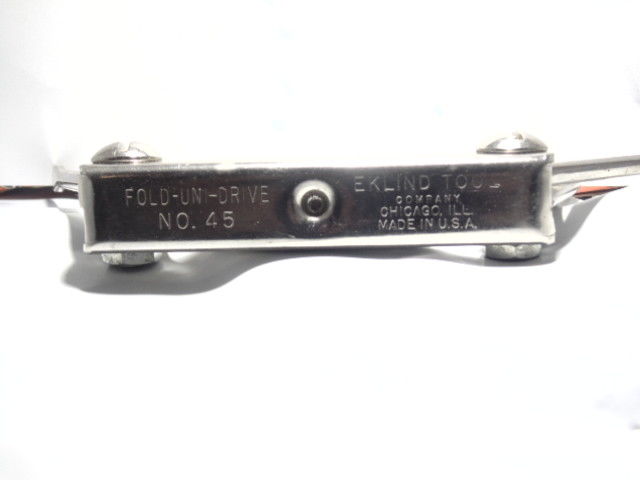 FOLD-UNI-DRIVE
NO. 45
EKLIND TOOL
COMPANY
CHICAGO, ILL.
MADE IN U.S.A.